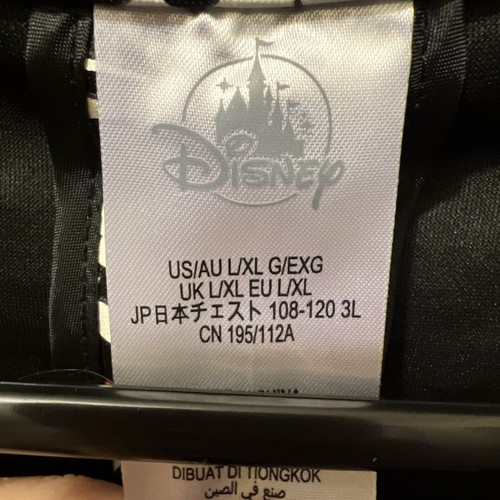 Disney
US/AU L/XL G/EXG
UK L/XL EU L/XL
JP日本チェスト 108-120 3L
CN 195/112A
DIBUAT DI TIONGKOK
صنع في الصين